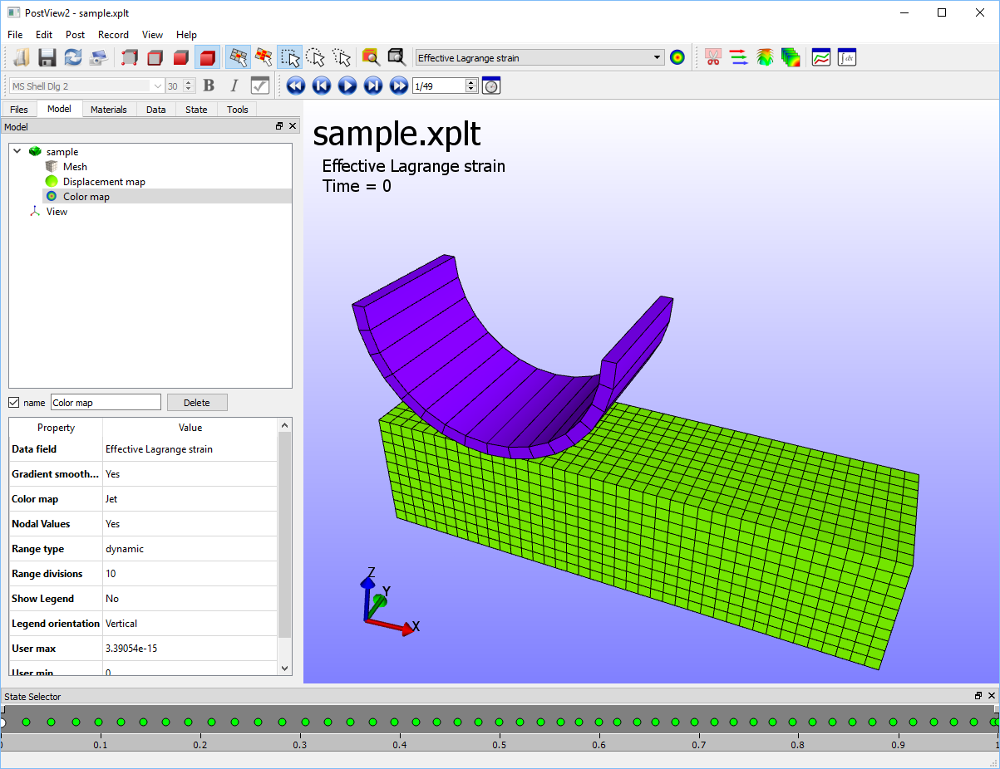 PostView2 - sample.xplt
File Edit Post Record View Help
Effective Lagrange strain
MS Shell Dlg 2 30 B I 1/49
Files Model Materials Data State Tools
Model
sample
Mesh
Displacement map
Color map
View
name Color map Delete
Property Value
Data field Effective Lagrange strain
Gradient smooth... Yes
Color map Jet
Nodal Values Yes
Range type dynamic
Range divisions 10
Show Legend No
Legend orientation Vertical
User max 3.39054e-15
User min 0
sample.xplt
Effective Lagrange strain
Time = 0
Z
Y
X
State Selector
0.1 0.2 0.3 0.4 0.5 0.6 0.7 0.8 0.9 1